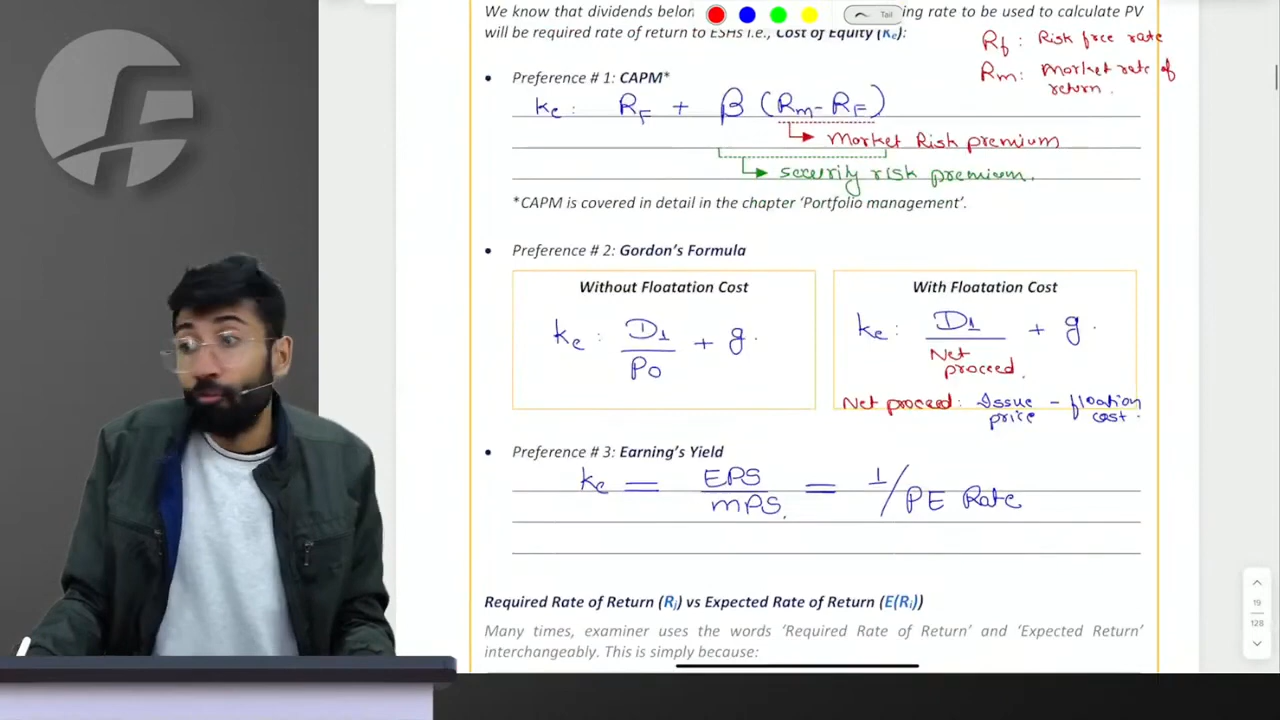 We know that dividends belon
ing rate to be used to calculate PV
Tail
will be required rate of return to ESHs i.e., Cost of Equity (Ke):
Rf : Risk free rate
Rm : Market rate of
return.
• Preference # 1: CAPM*
ke : RF + β (Rm - RF)
Market Risk premium
security risk premium.
*CAPM is covered in detail in the chapter ‘Portfolio management’.
• Preference # 2: Gordon’s Formula
Without Floatation Cost
ke : D1 / P0 + g.
With Floatation Cost
ke : D1 / Net proceed. + g.
Net proceed : Issue price - floation cost.
• Preference # 3: Earning’s Yield
ke = EPS / MPS. = 1/PE Rate
Required Rate of Return (Rj) vs Expected Rate of Return (E(Ri))
Many times, examiner uses the words ‘Required Rate of Return’ and ‘Expected Return’
interchangeably. This is simply because:
19
128